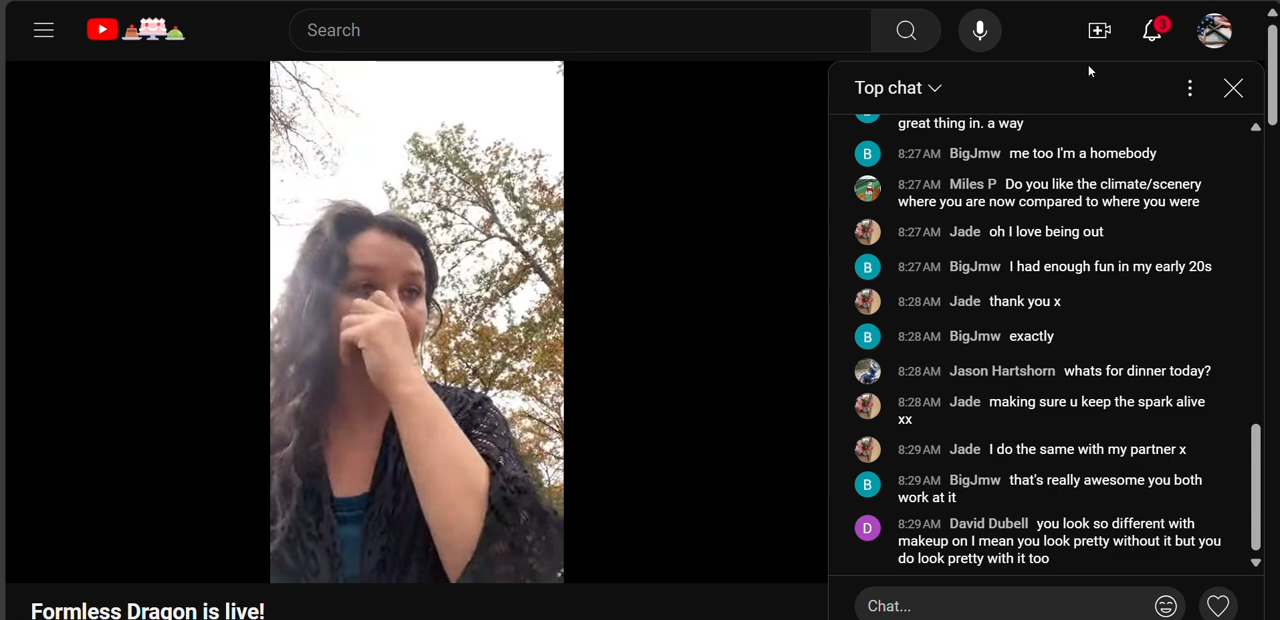 Search
3
Top chat
great thing in. a way
B 8:27 AM BigJmw me too I'm a homebody
8:27 AM Miles P Do you like the climate/scenery
where you are now compared to where you were
8:27 AM Jade oh I love being out
B 8:27 AM BigJmw I had enough fun in my early 20s
8:28 AM Jade thank you x
B 8:28 AM BigJmw exactly
8:28 AM Jason Hartshorn whats for dinner today?
8:28 AM Jade making sure u keep the spark alive
xx
8:29 AM Jade I do the same with my partner x
B 8:29 AM BigJmw that's really awesome you both
work at it
D 8:29 AM David Dubell you look so different with
makeup on I mean you look pretty without it but you
do look pretty with it too
Chat...
Formless Dragon is live!